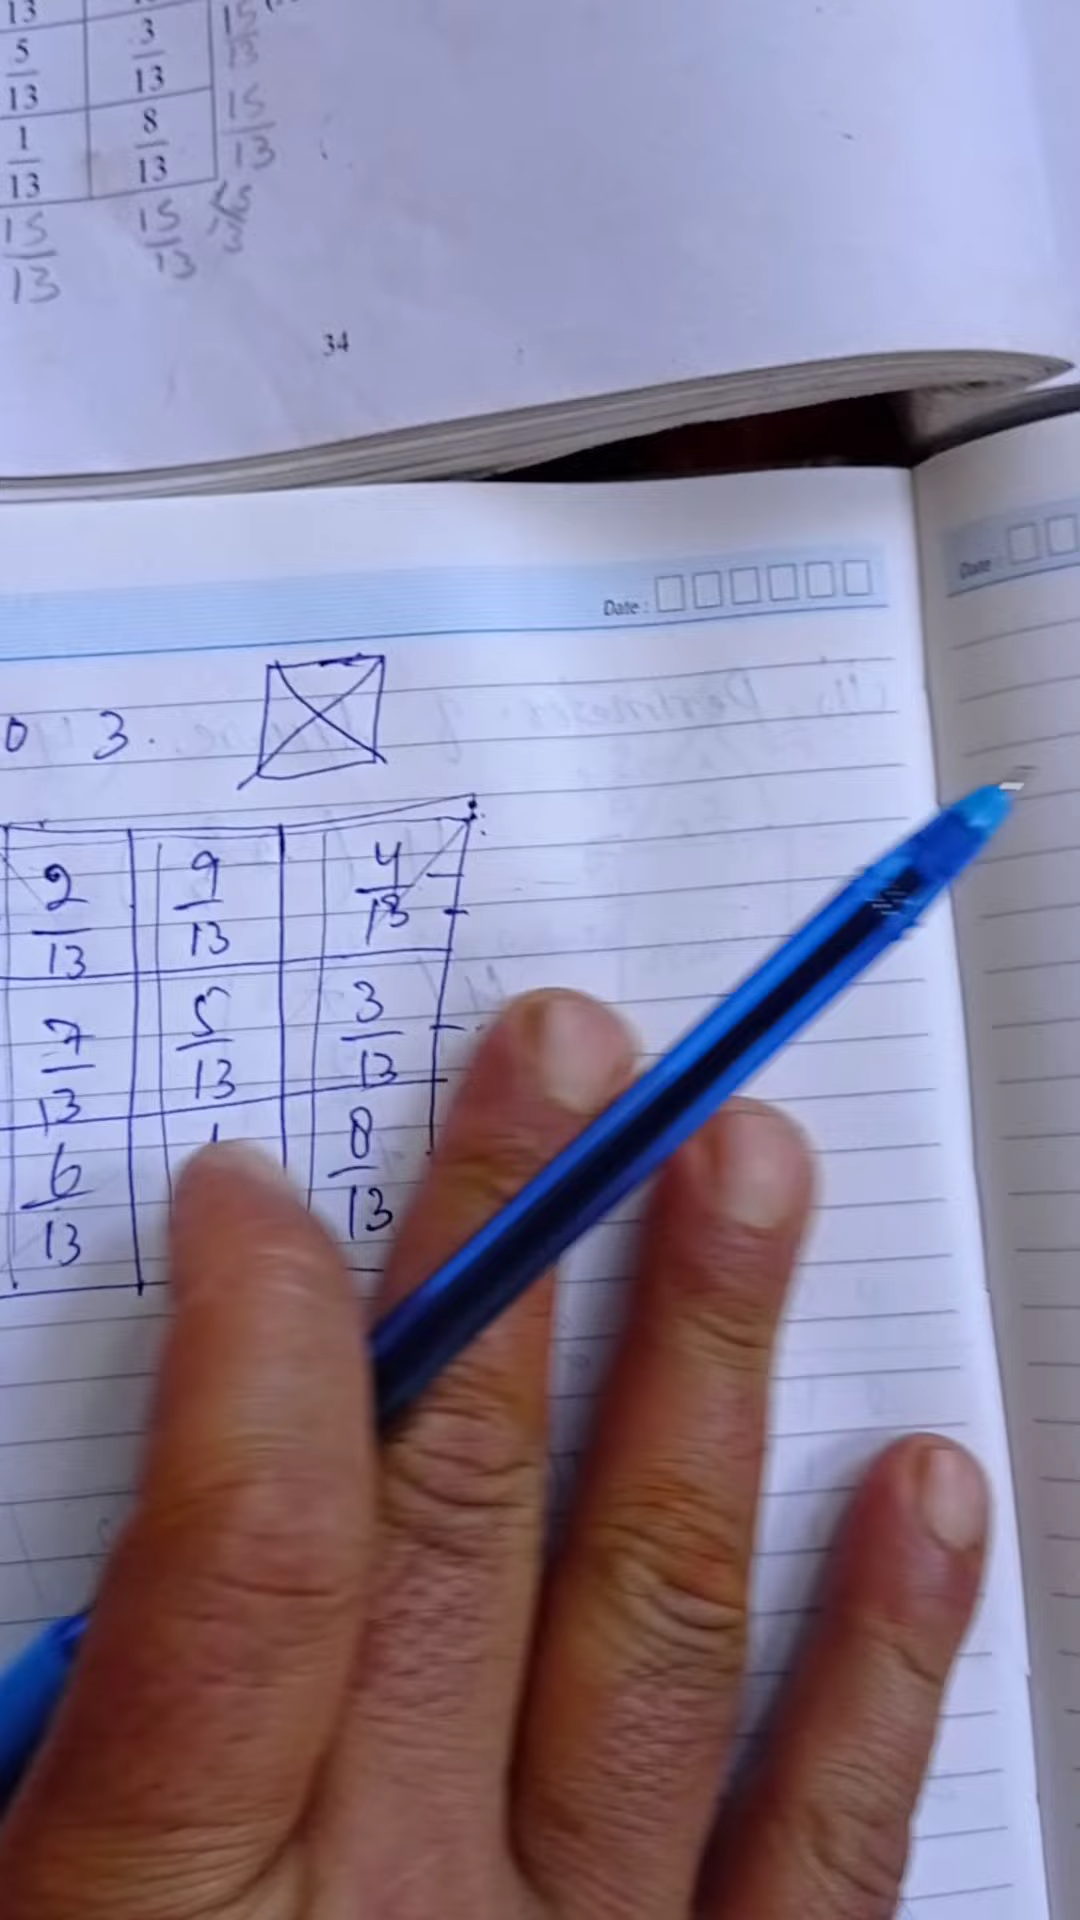 13
5/13 3/13 15/13
1/13 8/13 15/13
15/13 15/13
34
Date :
Date :
3.
2/13 9/13 4/13
7/13 5/13 3/13
6/13 8/13